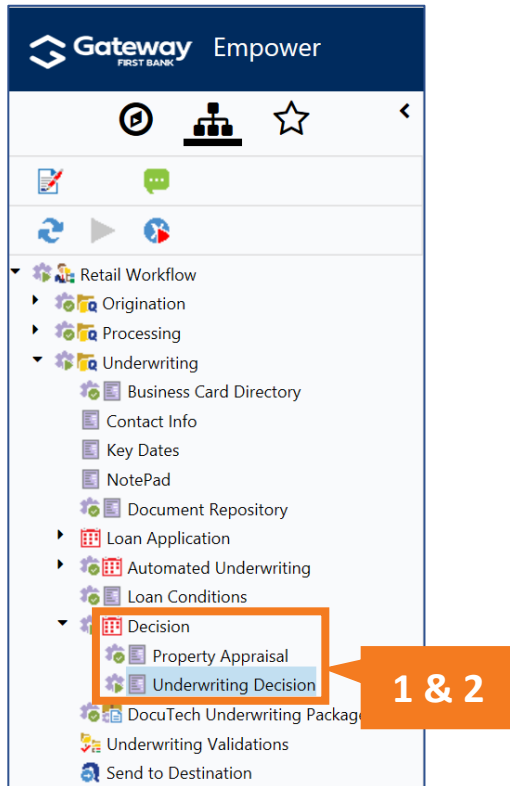 Gateway Empower
FIRST BANK
Retail Workflow
Origination
Processing
Underwriting
Business Card Directory
Contact Info
Key Dates
NotePad
Document Repository
Loan Application
Automated Underwriting
Loan Conditions
Decision
Property Appraisal
Underwriting Decision
1 & 2
DocuTech Underwriting Package
Underwriting Validations
Send to Destination